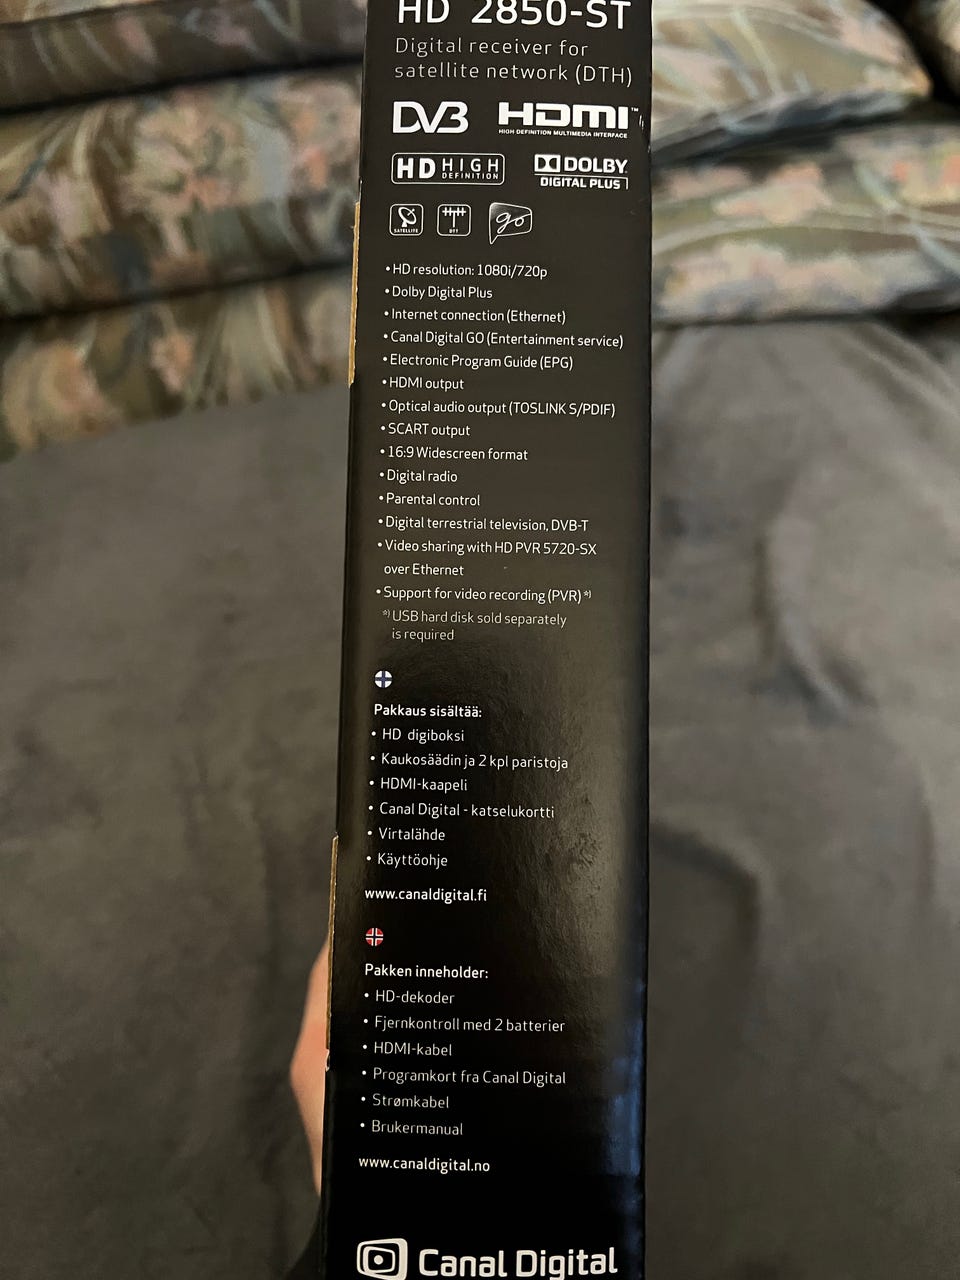 HD 2850-ST
Digital receiver for
satellite network (DTH)
DVB HDMI™
HIGH DEFINITION MULTIMEDIA INTERFACE
HD HIGH DEFINITION DOLBY
DIGITAL PLUS
SATELLITE DTT go
• HD resolution: 1080i/720p
• Dolby Digital Plus
• Internet connection (Ethernet)
• Canal Digital GO (Entertainment service)
• Electronic Program Guide (EPG)
• HDMI output
• Optical audio output (TOSLINK S/PDIF)
• SCART output
• 16:9 Widescreen format
• Digital radio
• Parental control
• Digital terrestrial television, DVB-T
• Video sharing with HD PVR 5720-SX
over Ethernet
• Support for video recording (PVR) *)
*) USB hard disk sold separately
is required
Pakkaus sisältää:
• HD digiboksi
• Kaukosäädin ja 2 kpl paristoja
• HDMI-kaapeli
• Canal Digital - katselukortti
• Virtalähde
• Käyttöohje
www.canaldigital.fi
Pakken inneholder:
• HD-dekoder
• Fjernkontroll med 2 batterier
• HDMI-kabel
• Programkort fra Canal Digital
• Strømkabel
• Brukermanual
www.canaldigital.no
Canal Digital